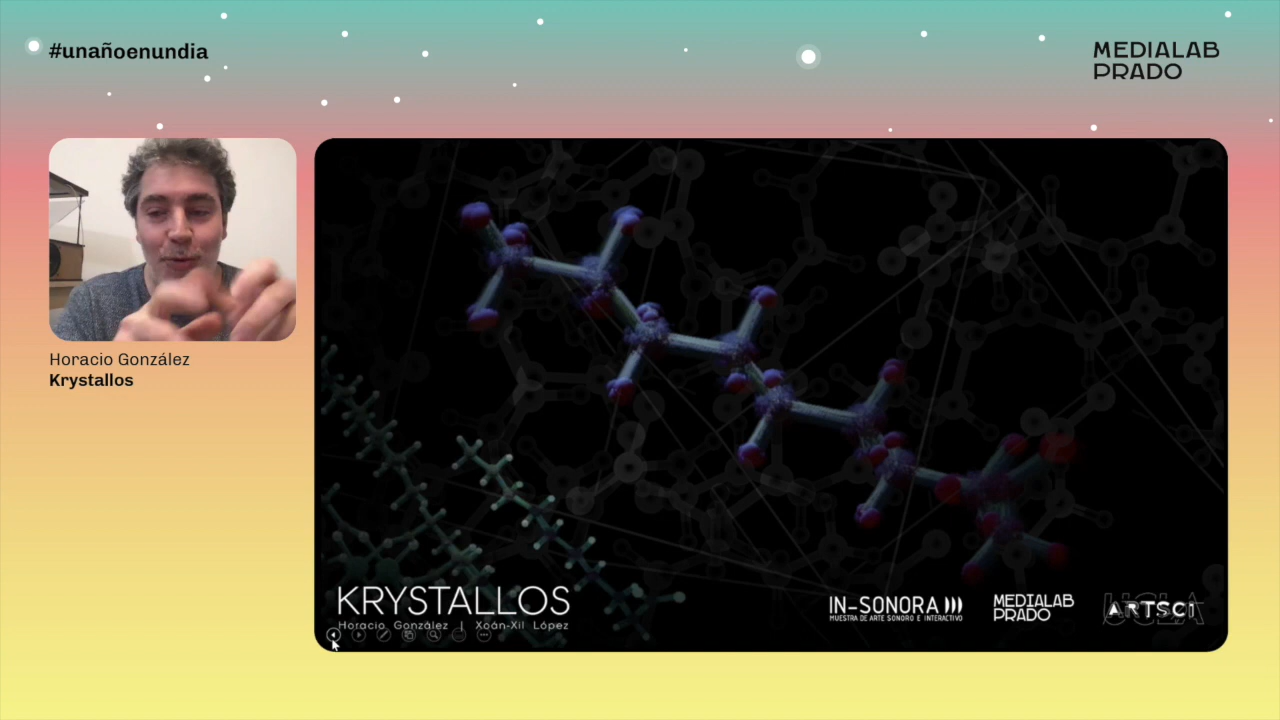 #unañoenundia
MEDIALAB
PRADO
Horacio González
Krystallos
KRYSTALLOS
Horacio González | Xoán-Xil López
IN-SONORA
MUESTRA DE ARTE SONORO E INTERACTIVO
MEDIALAB
PRADO
UCLA
ARTSCI